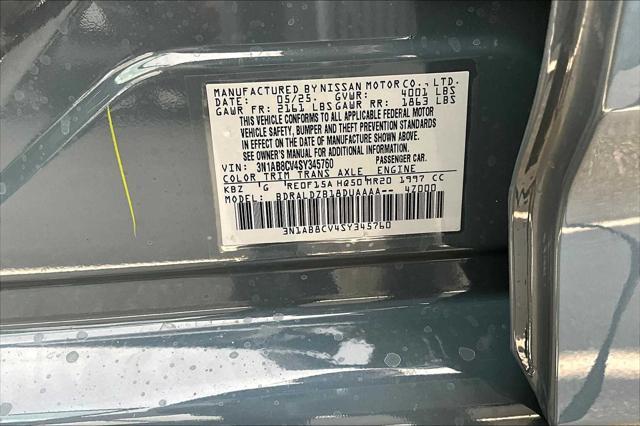 MANUFACTURED BY NISSAN MOTOR CO., LTD.
DATE: 05/25. GVWR: 4001 LBS
GAWR FR: 2161 LBS GAWR RR: 1863 LBS
THIS VEHICLE CONFORMS TO ALL APPLICABLE FEDERAL MOTOR
VEHICLE SAFETY, BUMPER AND THEFT PREVENTION STANDARDS
IN EFFECT ON THE DATE OF MANUFACTURE SHOWN ABOVE.
SEE OWNER'S MANUAL FOR ADDITIONAL INFORMATION.
VIN: 3N1AB8CV4SY345760 PASSENGER CAR.
COLOR TRIM TRANS AXLE ENGINE
KBZ G RE0F15A HQ50 MR20 1997 CC
MODEL: BDRALDZB18DUAAAA-- 4Z000
3N1AB8CV4SY345760